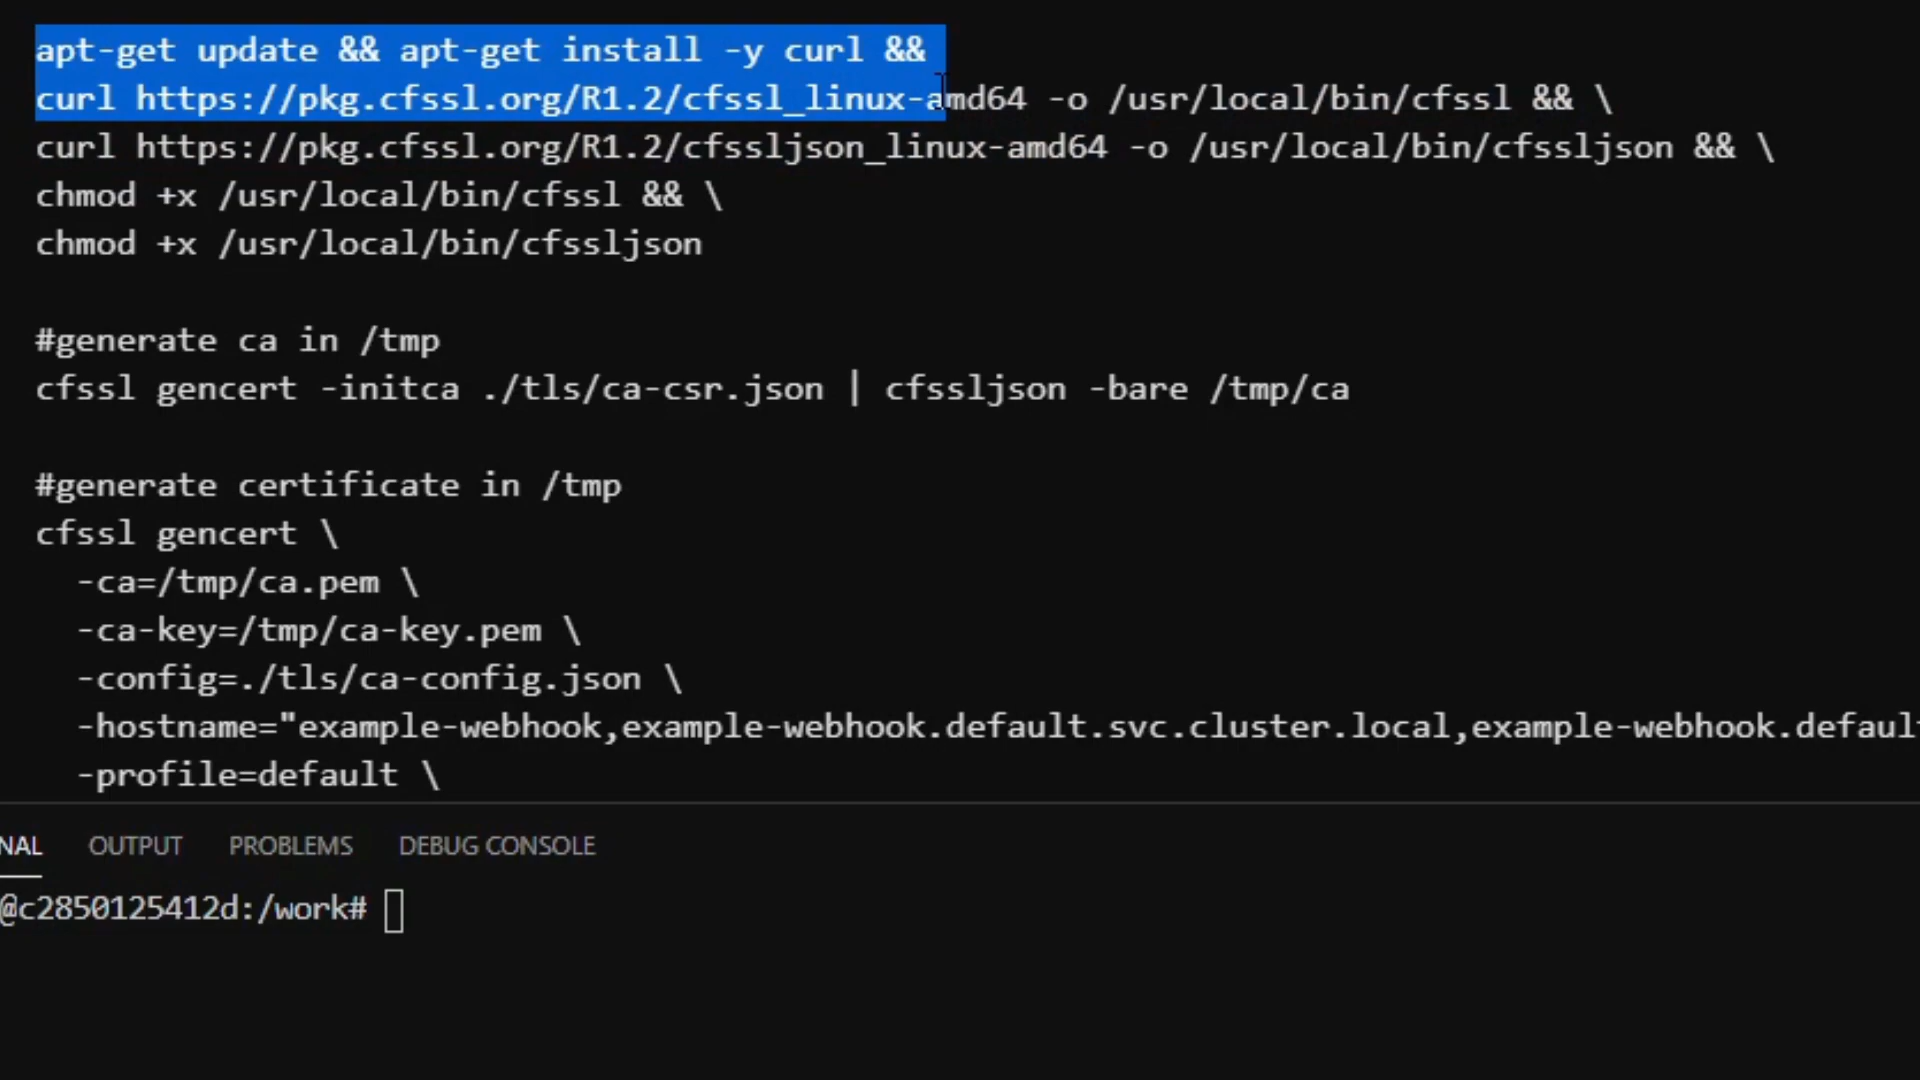 apt-get update && apt-get install -y curl &&
curl https://pkg.cfssl.org/R1.2/cfssl_linux-amd64 -o /usr/local/bin/cfssl && \
curl https://pkg.cfssl.org/R1.2/cfssljson_linux-amd64 -o /usr/local/bin/cfssljson && \
chmod +x /usr/local/bin/cfssl && \
chmod +x /usr/local/bin/cfssljson
#generate ca in /tmp
cfssl gencert -initca ./tls/ca-csr.json | cfssljson -bare /tmp/ca
#generate certificate in /tmp
cfssl gencert \
-ca=/tmp/ca.pem \
-ca-key=/tmp/ca-key.pem \
-config=./tls/ca-config.json \
-hostname="example-webhook,example-webhook.default.svc.cluster.local,example-webhook.default
-profile=default \
NAL OUTPUT PROBLEMS DEBUG CONSOLE
@c2850125412d:/work#